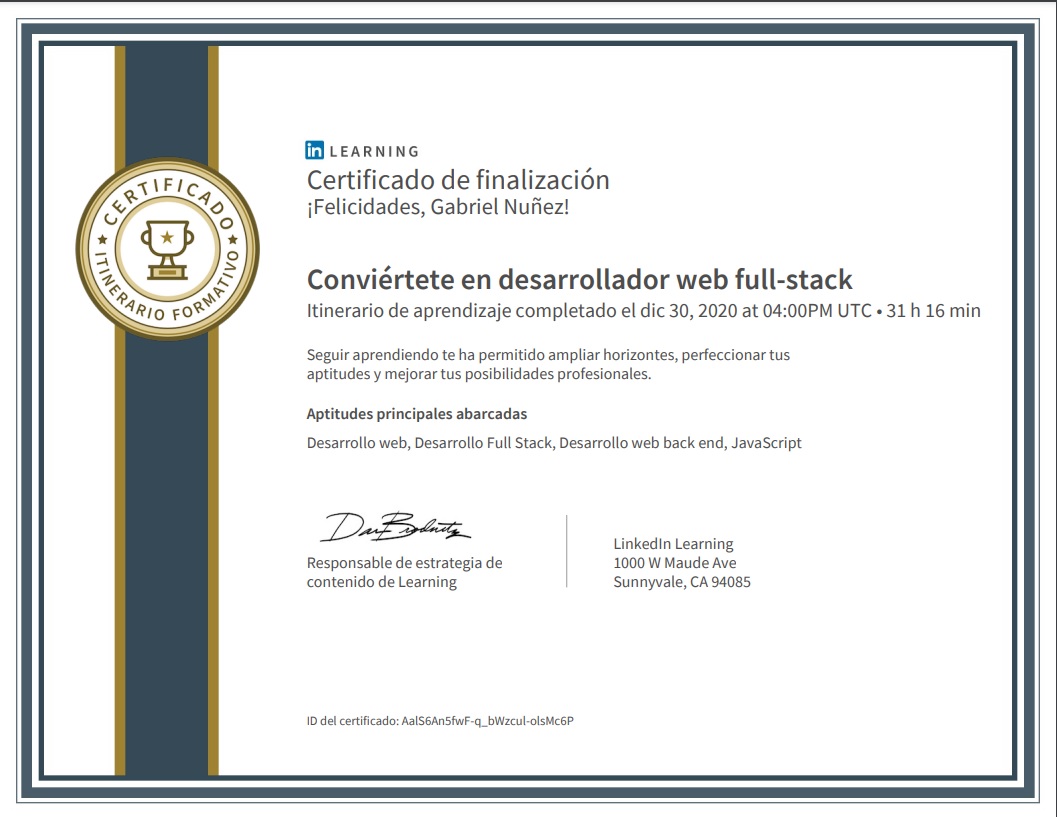 CERTIFICADO
ITINERARIO FORMATIVO
in LEARNING
Certificado de finalización
¡Felicidades, Gabriel Nuñez!
Conviértete en desarrollador web full-stack
Itinerario de aprendizaje completado el dic 30, 2020 at 04:00PM UTC • 31 h 16 min
Seguir aprendiendo te ha permitido ampliar horizontes, perfeccionar tus
aptitudes y mejorar tus posibilidades profesionales.
Aptitudes principales abarcadas
Desarrollo web, Desarrollo Full Stack, Desarrollo web back end, JavaScript
Responsable de estrategia de
contenido de Learning
LinkedIn Learning
1000 W Maude Ave
Sunnyvale, CA 94085
ID del certificado: AalS6An5fwF-q_bWzcul-olsMc6P